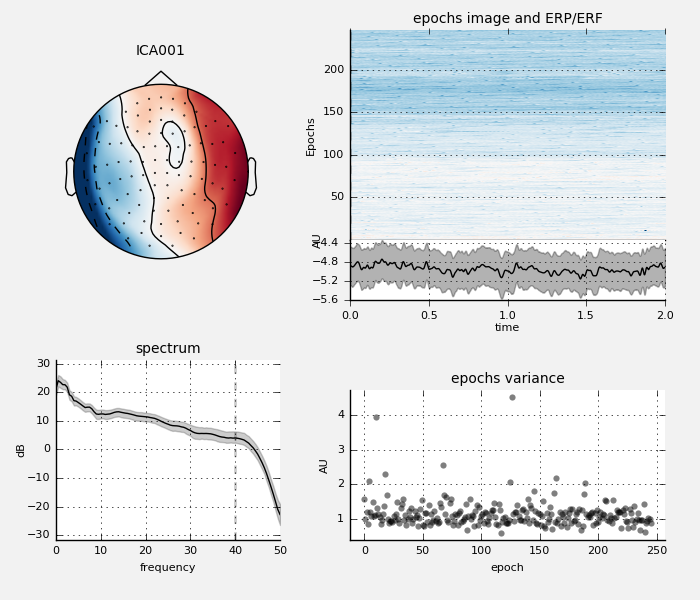 ICA001
epochs image and ERP/ERF
Epochs
200
150
100
50
AU
−4.4
−4.8
−5.2
−5.6
0.0 0.5 1.0 1.5 2.0
time
spectrum
dB
30
20
10
0
−10
−20
−30
0 10 20 30 40 50
frequency
epochs variance
AU
4
3
2
1
0 50 100 150 200 250
epoch